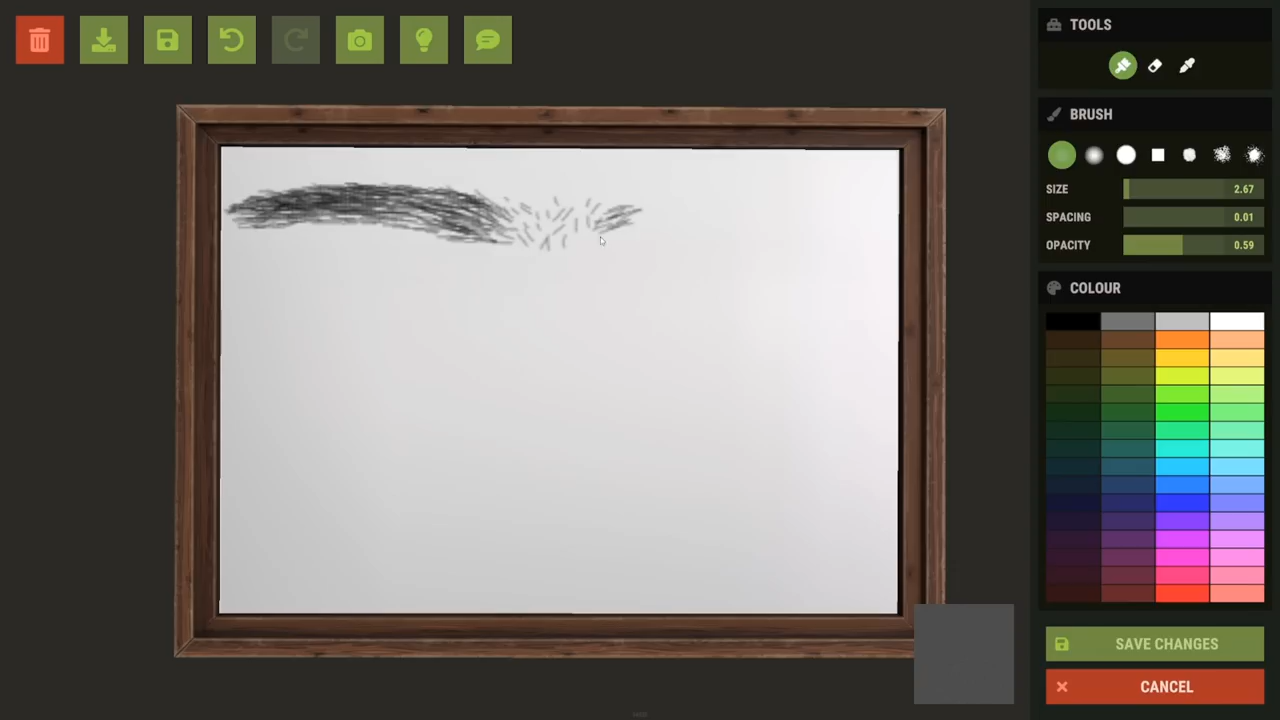 TOOLS
BRUSH
SIZE 2.67
SPACING 0.01
OPACITY 0.59
COLOUR
SAVE CHANGES
CANCEL